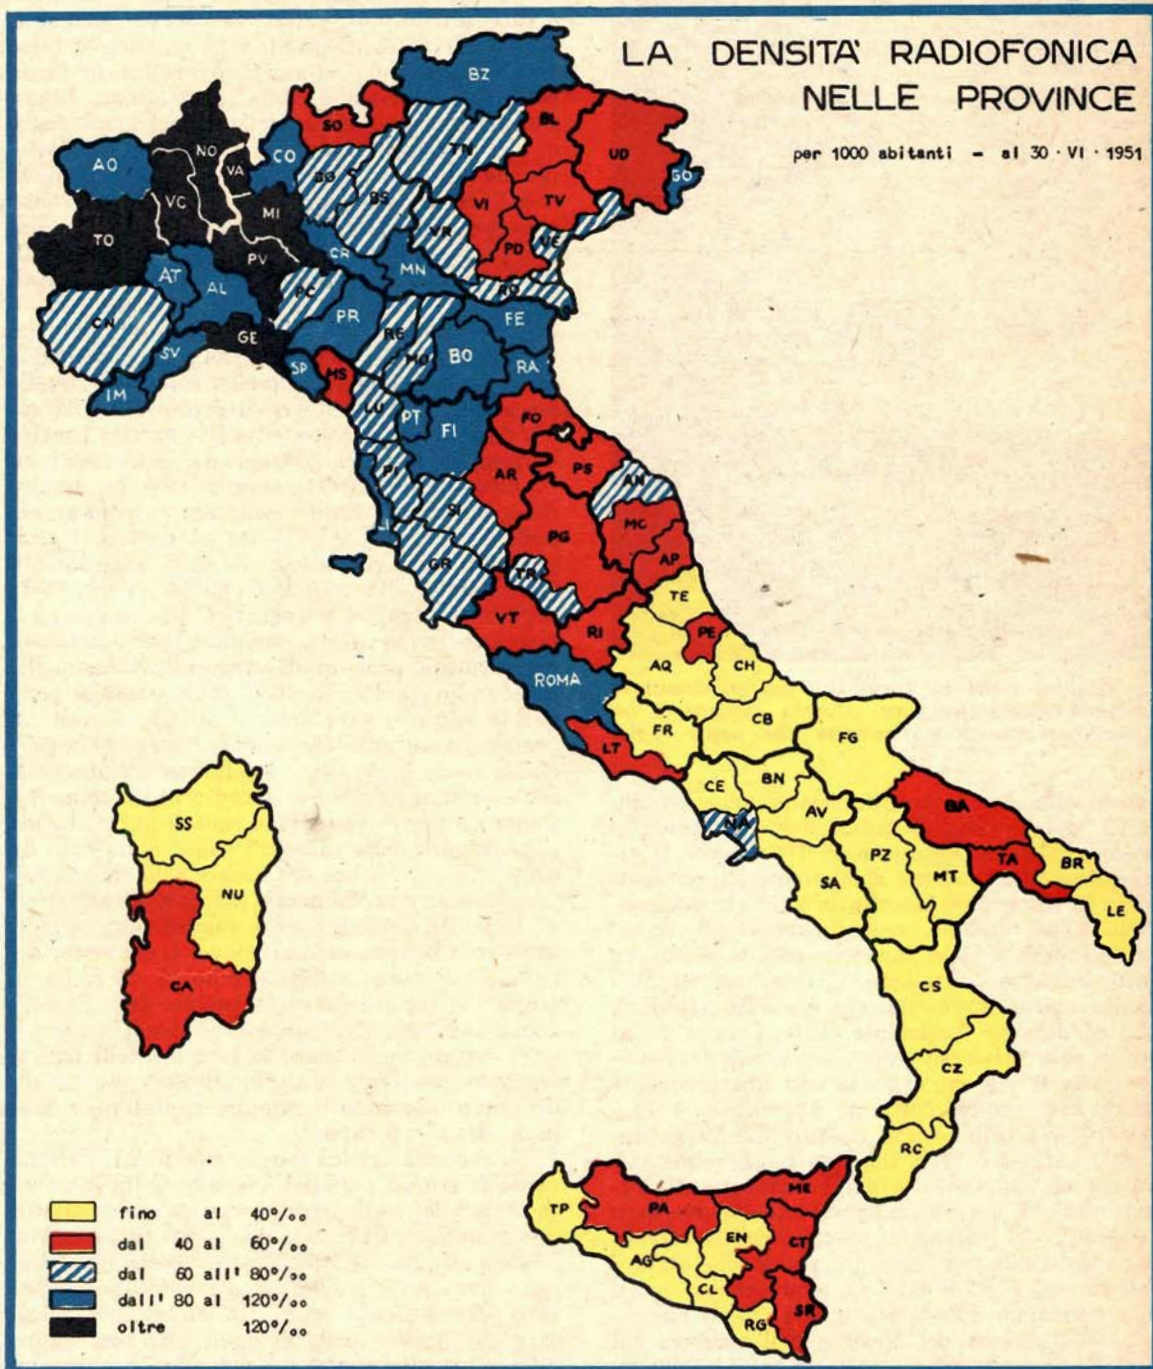 LA DENSITA' RADIOFONICA
NELLE PROVINCE
per 1000 abitanti - al 30 · VI · 1951
BZ
SO
BL
UD
AO
NO
VA
CO
TN
GO
BG
BS
VC
MI
VI
TV
TO
VR
PD
VE
PV
CR
MN
AT
AL
PC
RO
CN
PR
FE
GE
RE
MO
BO
RA
SV
SP
MS
IM
LU
PT
FI
FO
PI
AR
PS
AN
LI
SI
PG
MC
GR
TR
AP
TE
VT
RI
PE
AQ
CH
ROMA
FR
CB
LT
FG
CE
BN
AV
NA
BA
SS
PZ
TA
BR
SA
MT
NU
LE
CA
CS
CZ
RC
TP
PA
ME
EN
CT
AG
CL
SR
RG
fino al 40°/₀₀
dal 40 al 60°/₀₀
dal 60 all' 80°/₀₀
dall' 80 al 120°/₀₀
oltre 120°/₀₀